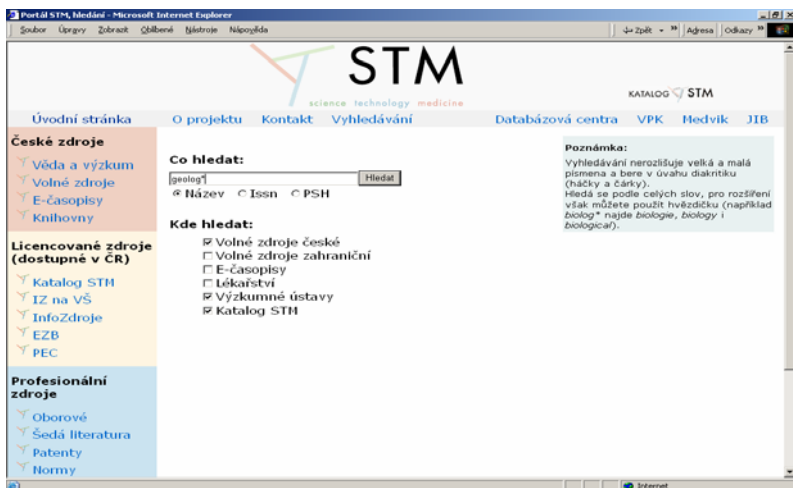 Portál STM, hledání - Microsoft Internet Explorer
Soubor Úpravy Zobrazit Oblíbené Nástroje Nápověda
Zpět Adresa Odkazy
STM
science technology medicine
KATALOG STM
Úvodní stránka O projektu Kontakt Vyhledávání Databázová centra VPK Medvik JIB
České zdroje
Věda a výzkum
Volné zdroje
E-časopisy
Knihovny
Licencované zdroje
(dostupné v ČR)
Katalog STM
IZ na VŠ
InfoZdroje
EZB
PEC
Profesionální
zdroje
Oborové
Šedá literatura
Patenty
Normy
Co hledat:
geolog* Hledat
Název Issn PSH
Kde hledat:
Volné zdroje české
Volné zdroje zahraniční
E-časopisy
Lékařství
Výzkumné ústavy
Katalog STM
Poznámka:
Vyhledávání nerozlišuje velká a malá
písmena a bere v úvahu diakritiku
(háčky a čárky).
Hledá se podle celých slov, pro rozšíření
však můžete použít hvězdičku (například
biolog* najde biologie, biology i
biological).
Internet